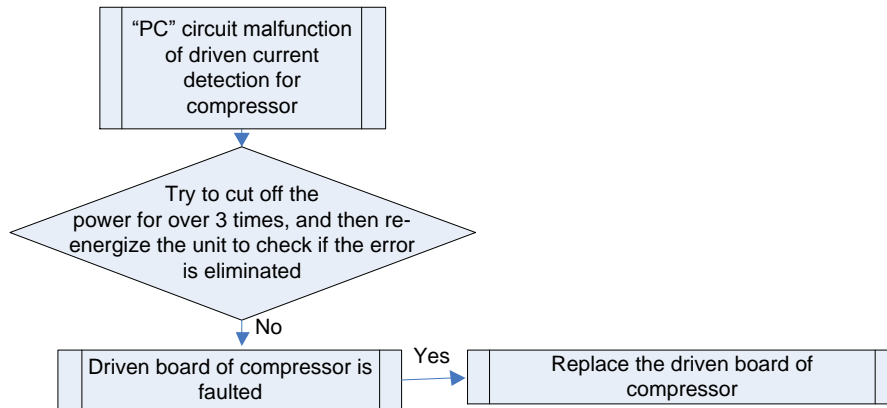 “PC” circuit malfunction
of driven current
detection for
compressor
Try to cut off the
power for over 3 times, and then re-
energize the unit to check if the error
is eliminated
No
Driven board of compressor is
faulted
Yes
Replace the driven board of
compressor